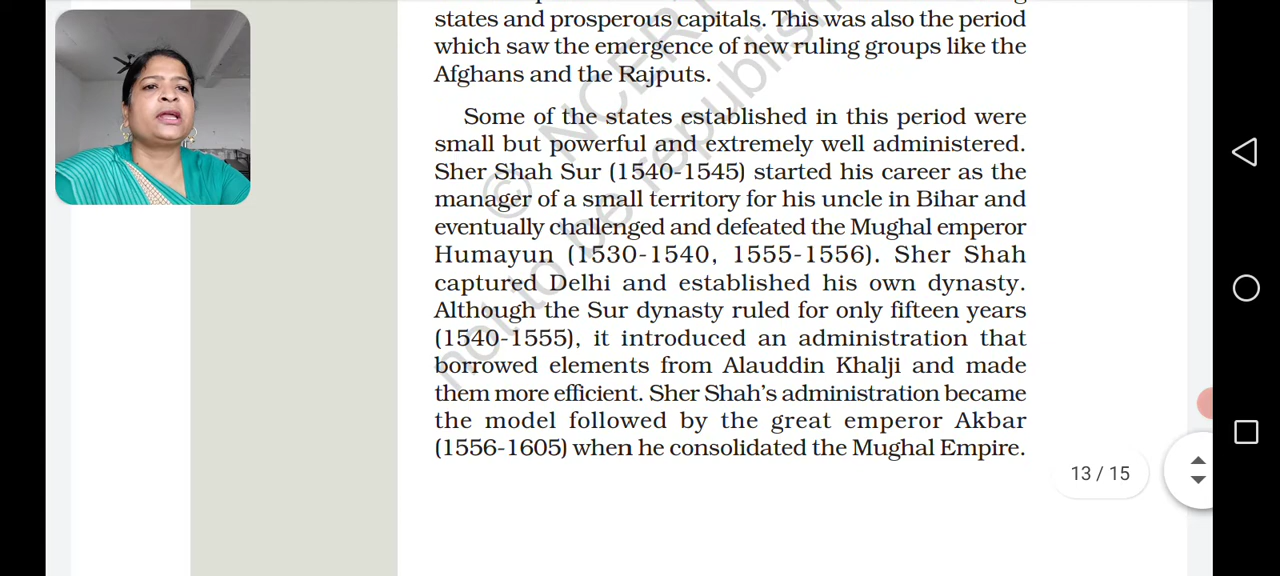 states and prosperous capitals. This was also the period
which saw the emergence of new ruling groups like the
Afghans and the Rajputs.
Some of the states established in this period were
small but powerful and extremely well administered.
Sher Shah Sur (1540-1545) started his career as the
manager of a small territory for his uncle in Bihar and
eventually challenged and defeated the Mughal emperor
Humayun (1530-1540, 1555-1556). Sher Shah
captured Delhi and established his own dynasty.
Although the Sur dynasty ruled for only fifteen years
(1540-1555), it introduced an administration that
borrowed elements from Alauddin Khalji and made
them more efficient. Sher Shah's administration became
the model followed by the great emperor Akbar
(1556-1605) when he consolidated the Mughal Empire.
13 / 15
© NCERT
not to be republish